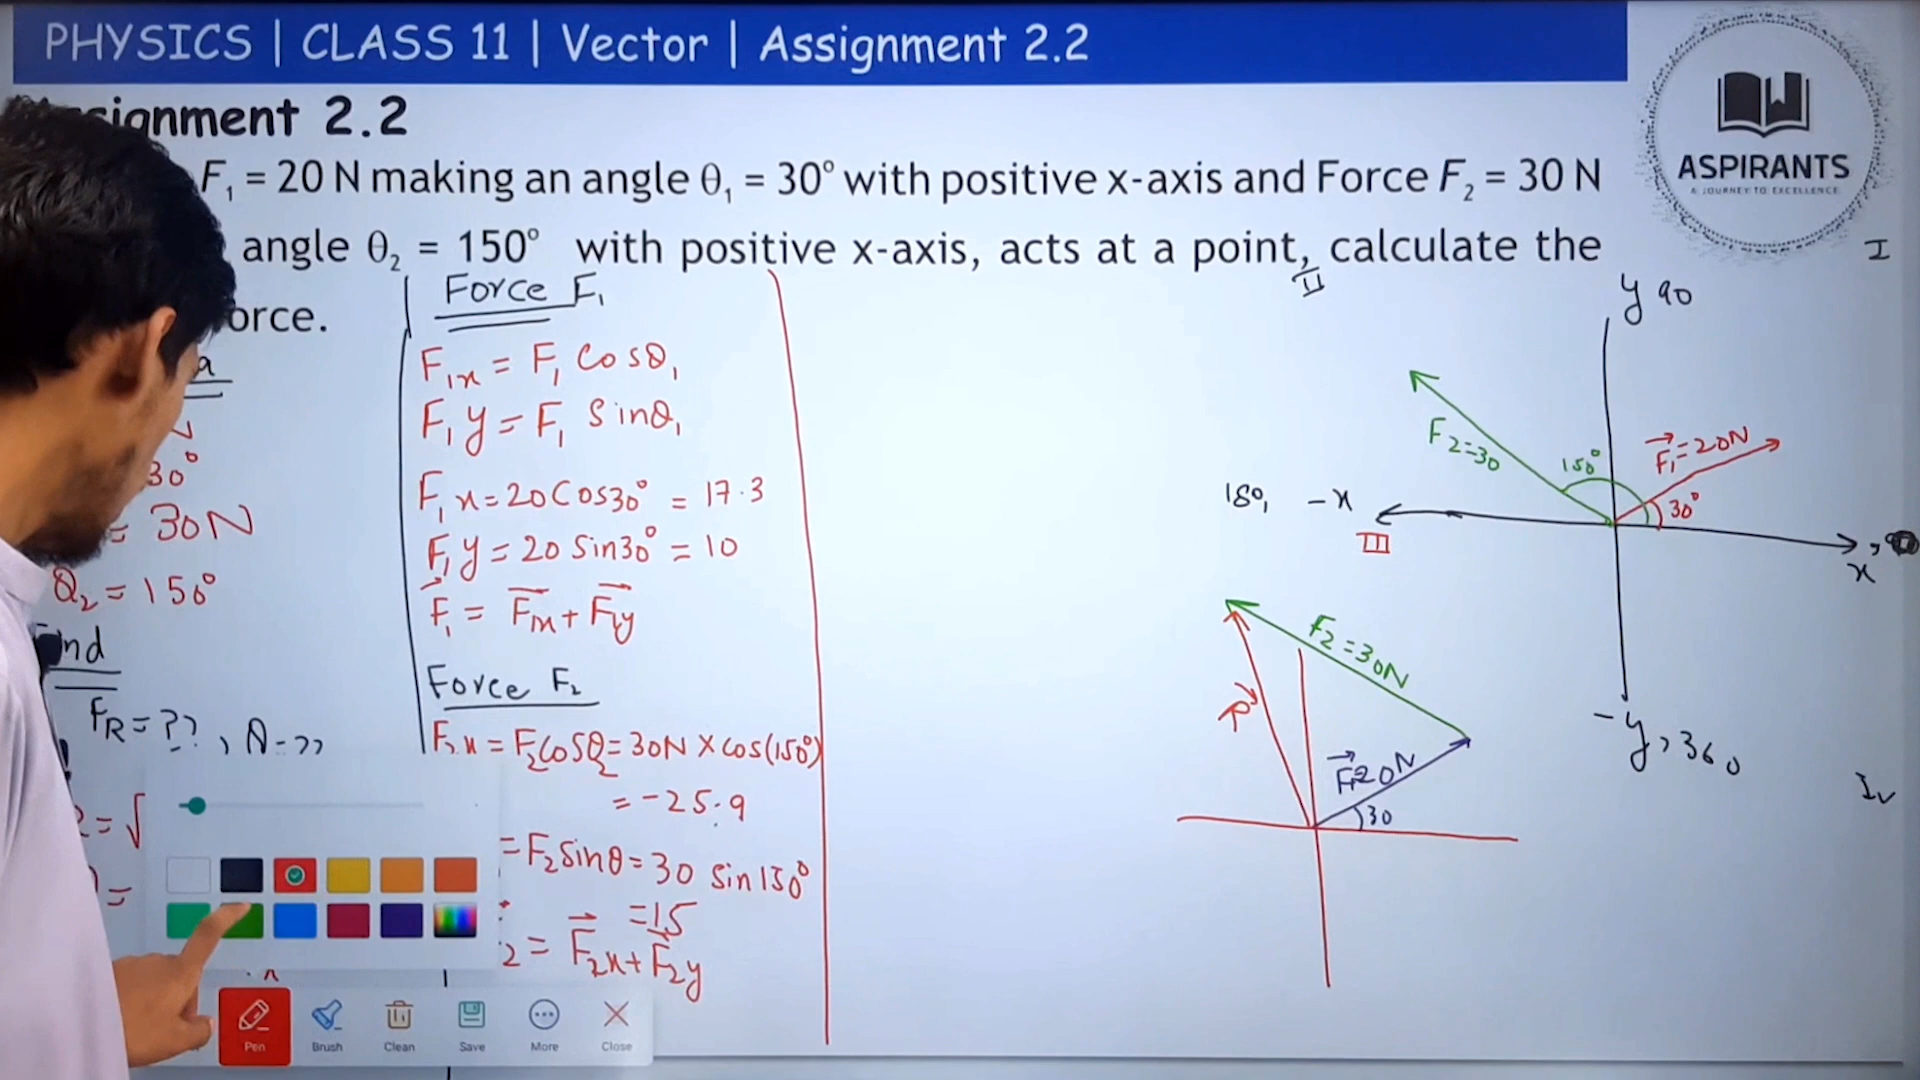 PHYSICS | CLASS 11 | Vector | Assignment 2.2
ssignment 2.2
F₁ = 20 N making an angle θ₁ = 30° with positive x-axis and Force F₂ = 30 N
angle θ₂ = 150° with positive x-axis, acts at a point, calculate the
orce.
ASPIRANTS
A JOURNEY TO EXCELLENCE
a
N
30°
= 30N
θ₂ = 150°
ind
F_R = ??, θ = ??
= √
=
Force F₁
F₁x = F₁ Cosθ₁
F₁y = F₁ Sinθ₁
F₁x = 20 Cos30° = 17.3
F₁y = 20 Sin30° = 10
F₁ = F₁x + F₁y
Force F₂
F₂x = F₂Cosθ₂ = 30N × cos(150°)
= -25.9
= F₂Sinθ = 30 Sin150°
= 15
2 = F₂x + F₂y
I
II
y 90
F₂=30
150°
F₁=20N
30°
180, -x
III
x
-y, 360
IV
F₂=30N
R
F₁20N
30
Pen
Brush
Clean
Save
More
Close